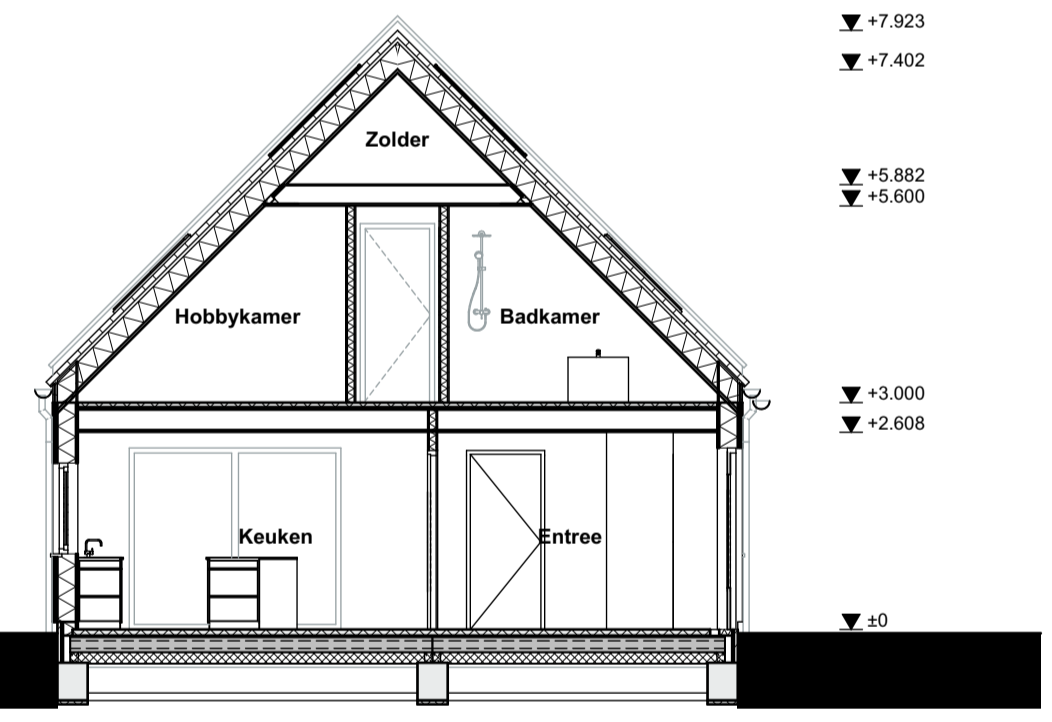 +7.923
+7.402
Zolder
+5.882
+5.600
Hobbykamer
Badkamer
+3.000
+2.608
Keuken
Entree
±0